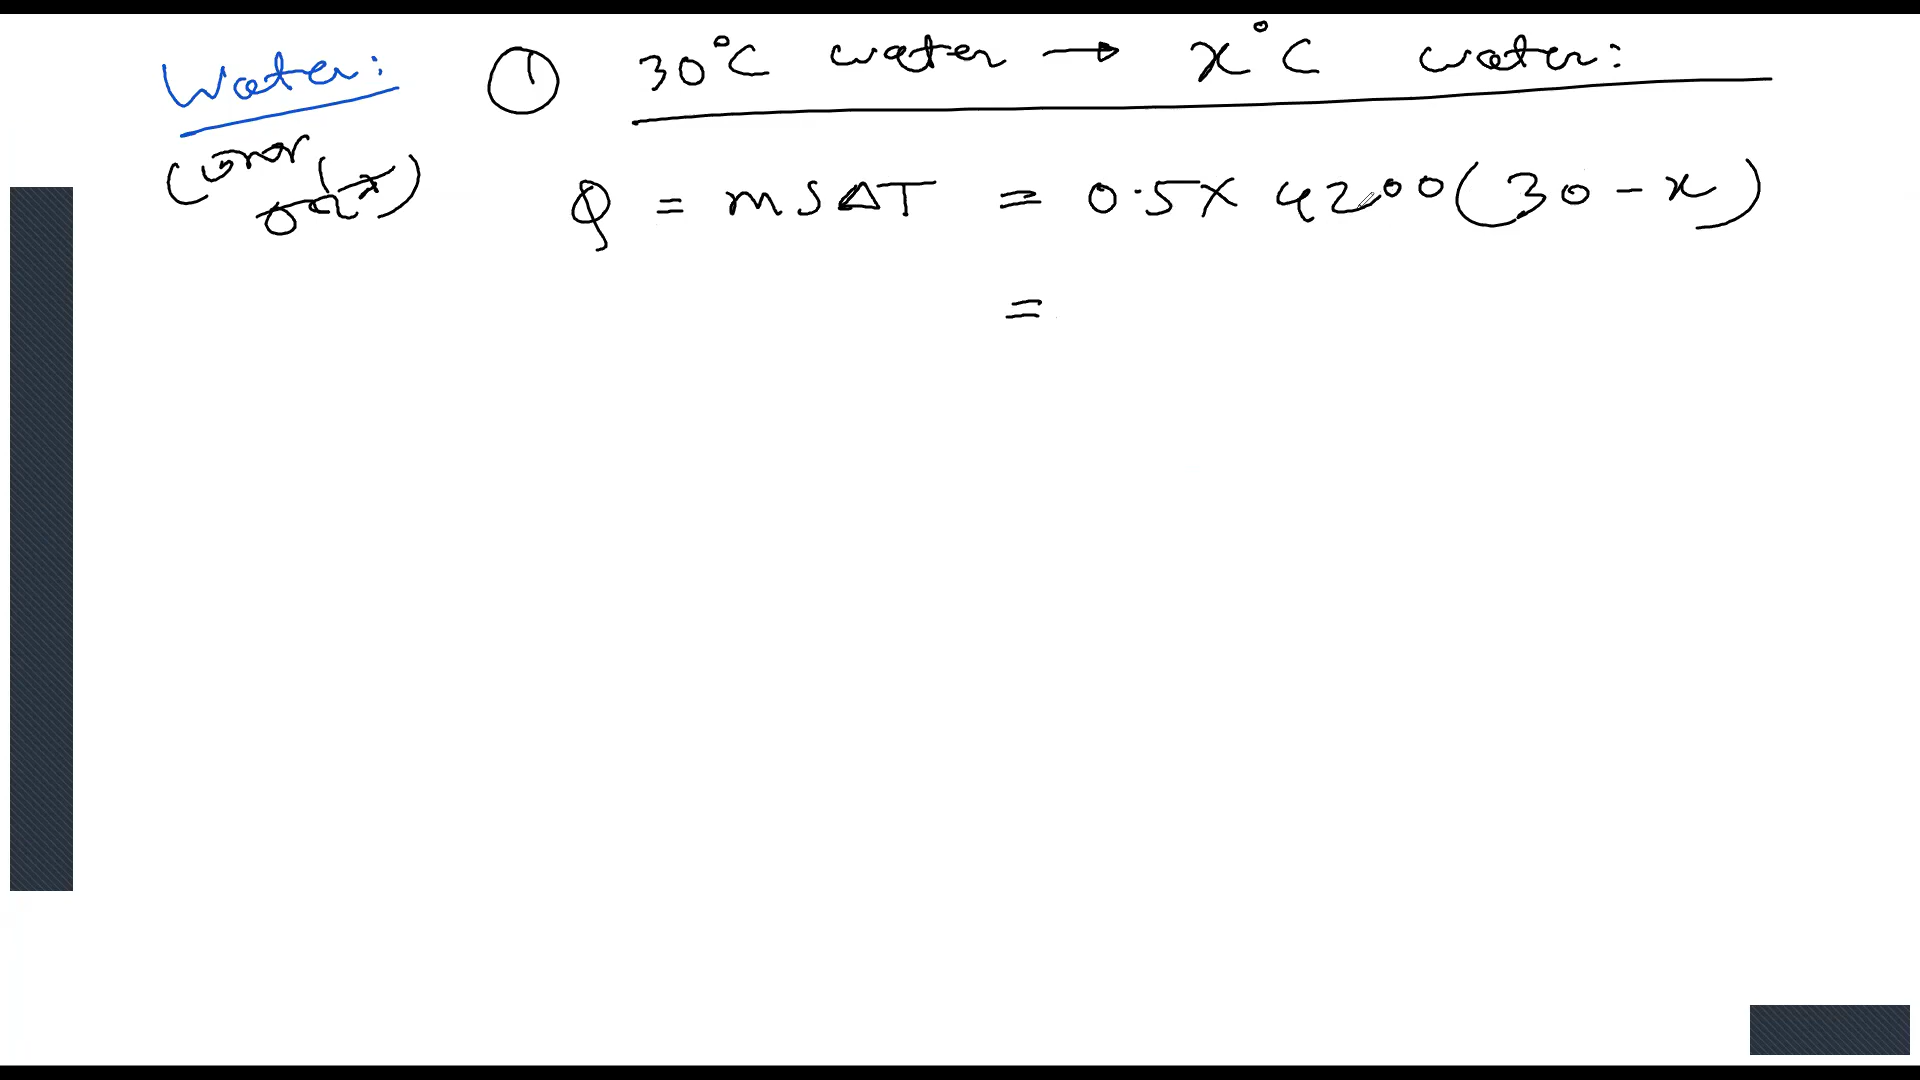 Water:
① 30°C water → x°C water:
Q = mSΔT = 0.5 × 4200(30 - x)
=